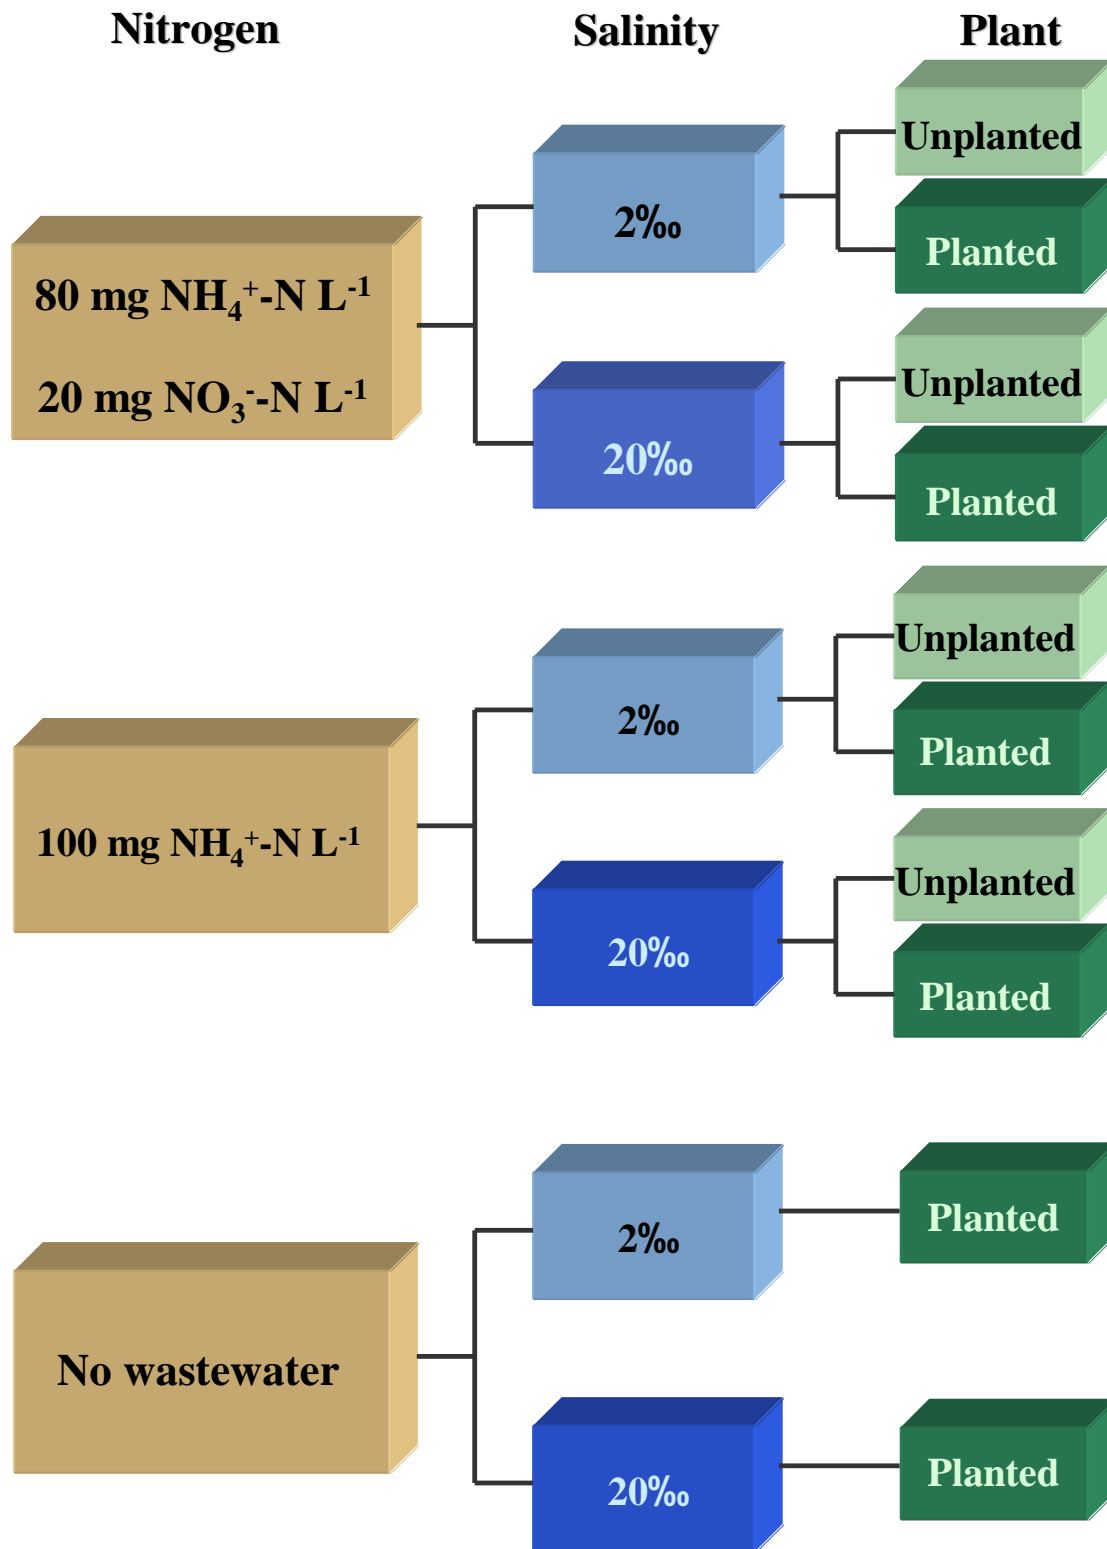 Nitrogen Salinity Plant
Unplanted
2‰
Planted
80 mg NH₄⁺-N L⁻¹
20 mg NO₃⁻-N L⁻¹
Unplanted
20‰
Planted
Unplanted
2‰
Planted
100 mg NH₄⁺-N L⁻¹
Unplanted
20‰
Planted
2‰ Planted
No wastewater
20‰ Planted